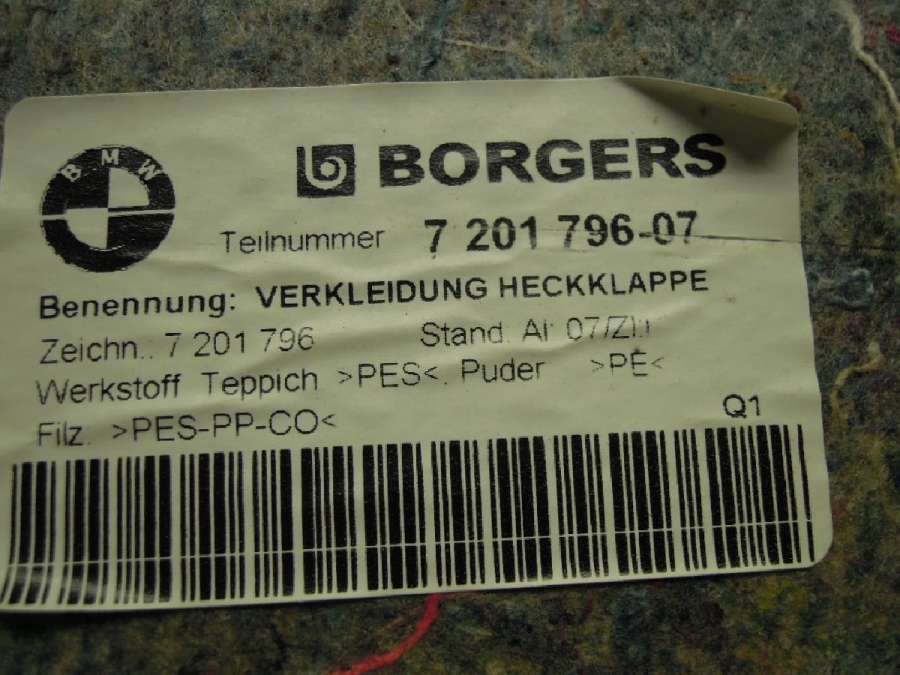 BMW
BORGERS
Teilnummer 7 201 796-07
Benennung: VERKLEIDUNG HECKKLAPPE
Zeichn.: 7 201 796 Stand
Werkstoff Teppich >PES<. Puder >PE<
Filz. >PES-PP-CO<
Q1